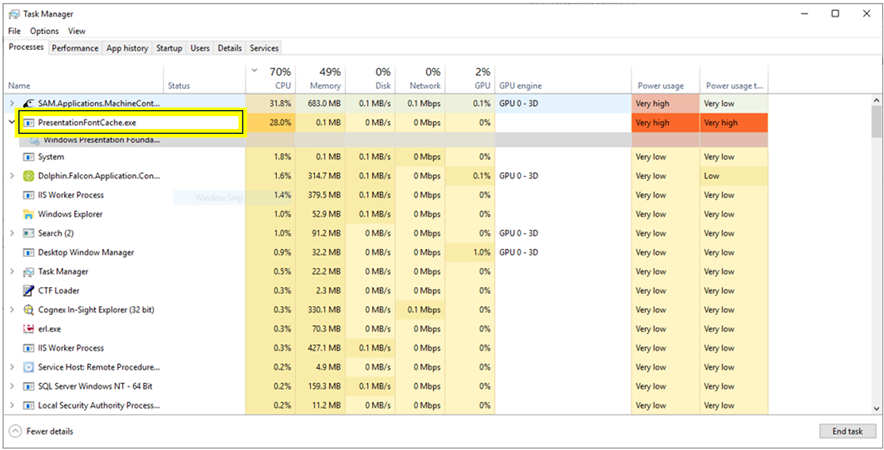 Task Manager
File Options View
Processes Performance App history Startup Users Details Services
70% 49% 0% 0% 2%
Name Status CPU Memory Disk Network GPU GPU engine Power usage Power usage t...
SAM.Applications.MachineCont... 31.8% 683.0 MB 0.1 MB/s 0.1 Mbps 0.1% GPU 0 - 3D Very high Very low
PresentationFontCache.exe 28.0% 0.1 MB 0 MB/s 0 Mbps 0% Very high Very high
Windows Presentation Founda...
System 1.8% 0.1 MB 0.1 MB/s 0 Mbps 0% Very low Very low
Dolphin.Falcon.Application.Con... 1.6% 314.7 MB 0.1 MB/s 0 Mbps 0.1% GPU 0 - 3D Very low Low
IIS Worker Process 1.4% 379.5 MB 0.1 MB/s 0 Mbps 0% Very low Very low
Window Snip
Windows Explorer 1.0% 52.9 MB 0.1 MB/s 0 Mbps 0% Very low Very low
Search (2) 1.0% 91.2 MB 0 MB/s 0 Mbps 0% GPU 0 - 3D Very low Very low
Desktop Window Manager 0.9% 32.2 MB 0 MB/s 0 Mbps 1.0% GPU 0 - 3D Very low Very low
Task Manager 0.5% 22.2 MB 0 MB/s 0 Mbps 0% Very low Very low
CTF Loader 0.3% 2.3 MB 0 MB/s 0 Mbps 0% Very low Very low
Cognex In-Sight Explorer (32 bit) 0.3% 330.1 MB 0 MB/s 0.1 Mbps 0% Very low Very low
erl.exe 0.3% 70.3 MB 0 MB/s 0 Mbps 0% Very low Very low
IIS Worker Process 0.3% 427.1 MB 0.1 MB/s 0 Mbps 0% Very low Very low
Service Host: Remote Procedure... 0.2% 4.9 MB 0 MB/s 0 Mbps 0% Very low Very low
SQL Server Windows NT - 64 Bit 0.2% 159.3 MB 0.1 MB/s 0 Mbps 0% Very low Very low
Local Security Authority Process... 0.2% 11.2 MB 0 MB/s 0 Mbps 0% Very low Very low
Fewer details End task